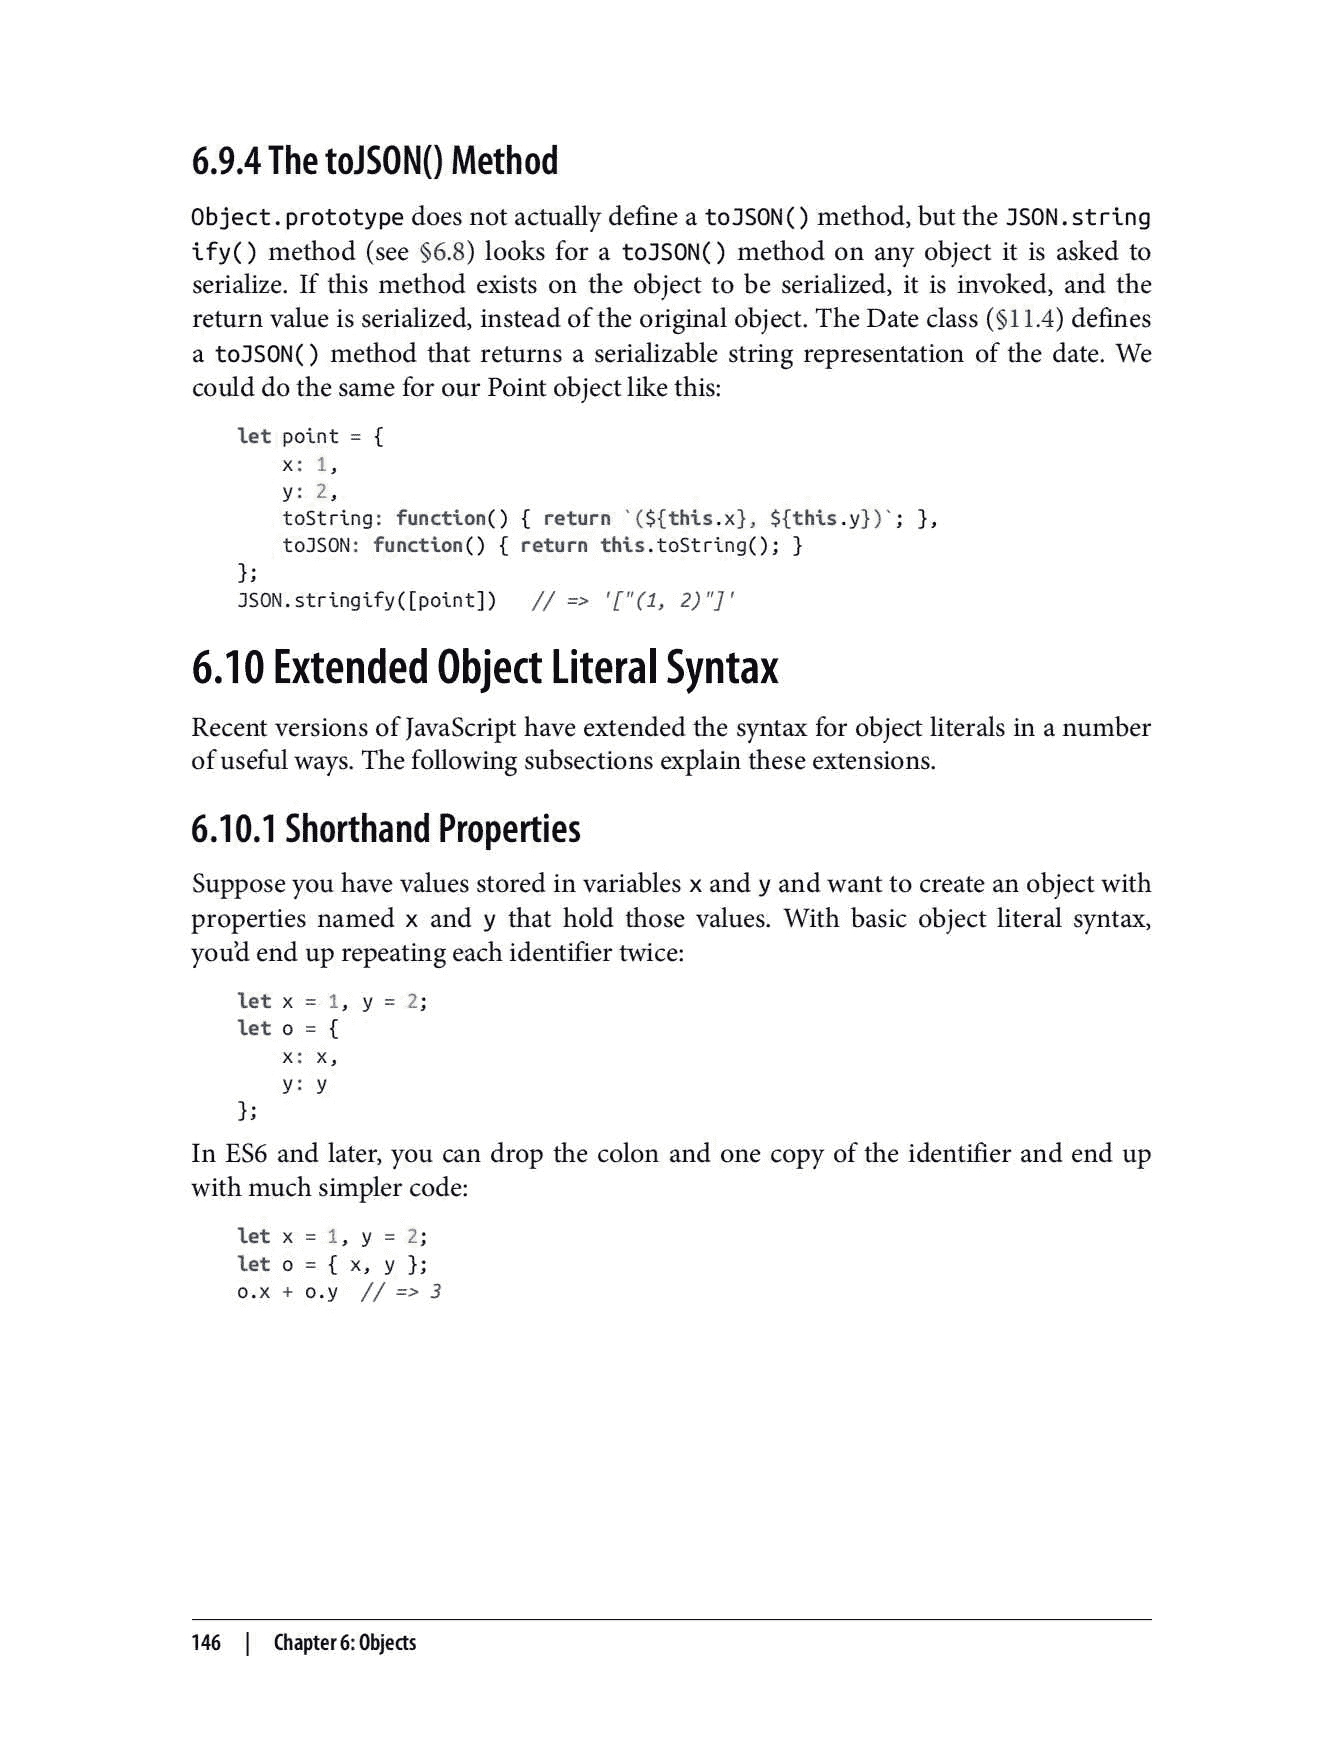 6.9.4 The toJSON() Method
Object.prototype does not actually define a toJSON() method, but the JSON.string
ify() method (see §6.8) looks for a toJSON() method on any object it is asked to
serialize. If this method exists on the object to be serialized, it is invoked, and the
return value is serialized, instead of the original object. The Date class (§11.4) defines
a toJSON() method that returns a serializable string representation of the date. We
could do the same for our Point object like this:
let point = {
    x: 1,
    y: 2,
    toString: function() { return `(${this.x}, ${this.y})`; },
    toJSON: function() { return this.toString(); }
};
JSON.stringify([point])   // => '["(1, 2)"]'
6.10 Extended Object Literal Syntax
Recent versions of JavaScript have extended the syntax for object literals in a number
of useful ways. The following subsections explain these extensions.
6.10.1 Shorthand Properties
Suppose you have values stored in variables x and y and want to create an object with
properties named x and y that hold those values. With basic object literal syntax,
you’d end up repeating each identifier twice:
let x = 1, y = 2;
let o = {
    x: x,
    y: y
};
In ES6 and later, you can drop the colon and one copy of the identifier and end up
with much simpler code:
let x = 1, y = 2;
let o = { x, y };
o.x + o.y  // => 3
146 | Chapter 6: Objects